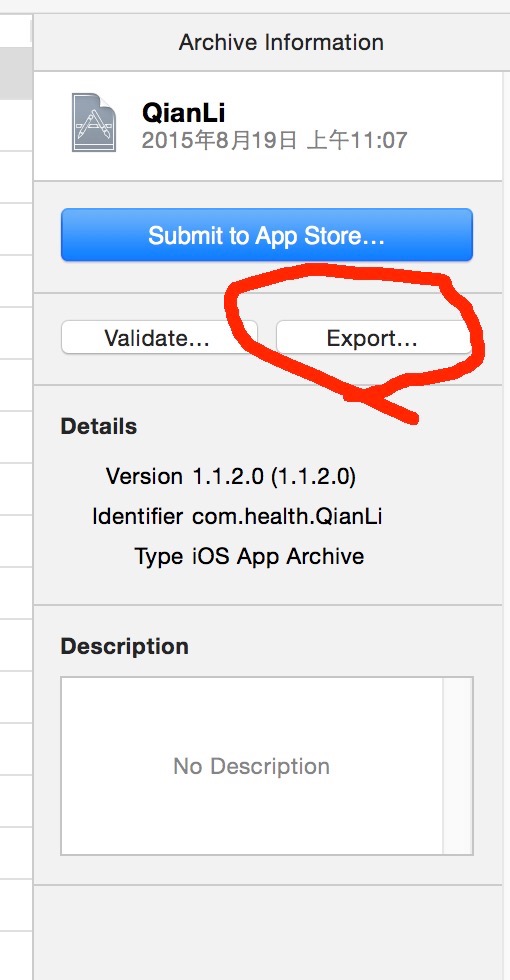 Archive Information
QianLi
2015年8月19日 上午11:07
Submit to App Store...
Validate...
Export...
Details
Version 1.1.2.0 (1.1.2.0)
Identifier com.health.QianLi
Type iOS App Archive
Description
No Description